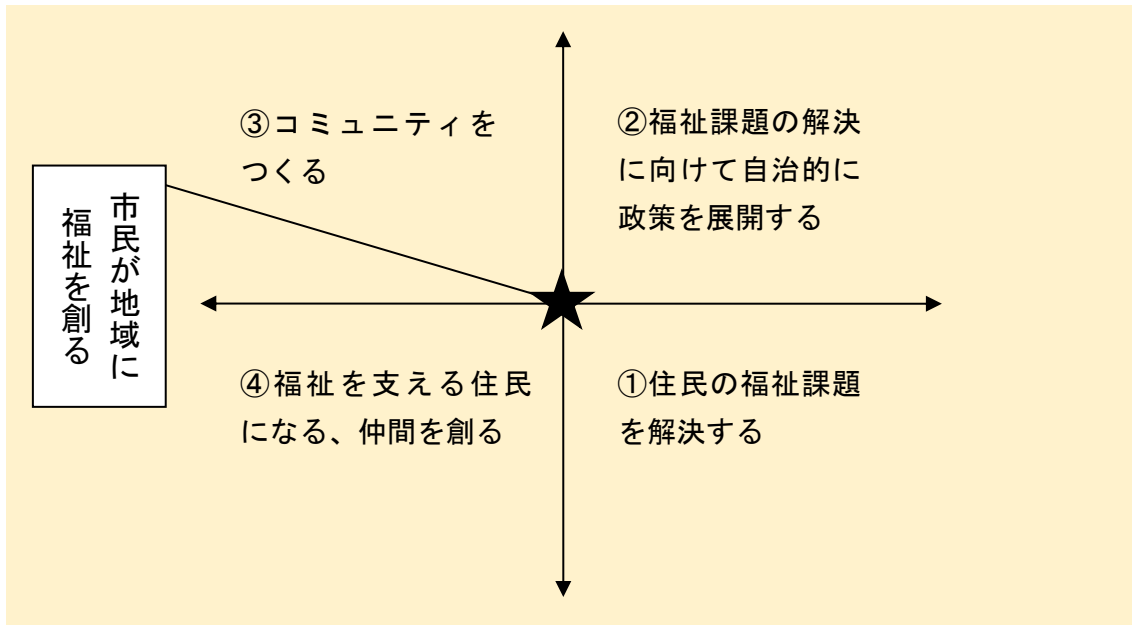 ③コミュニティを
つくる
②福祉課題の解決
に向けて自治的に
政策を展開する
市民が地域に
福祉を創る
④福祉を支える住民
になる、仲間を創る
①住民の福祉課題
を解決する